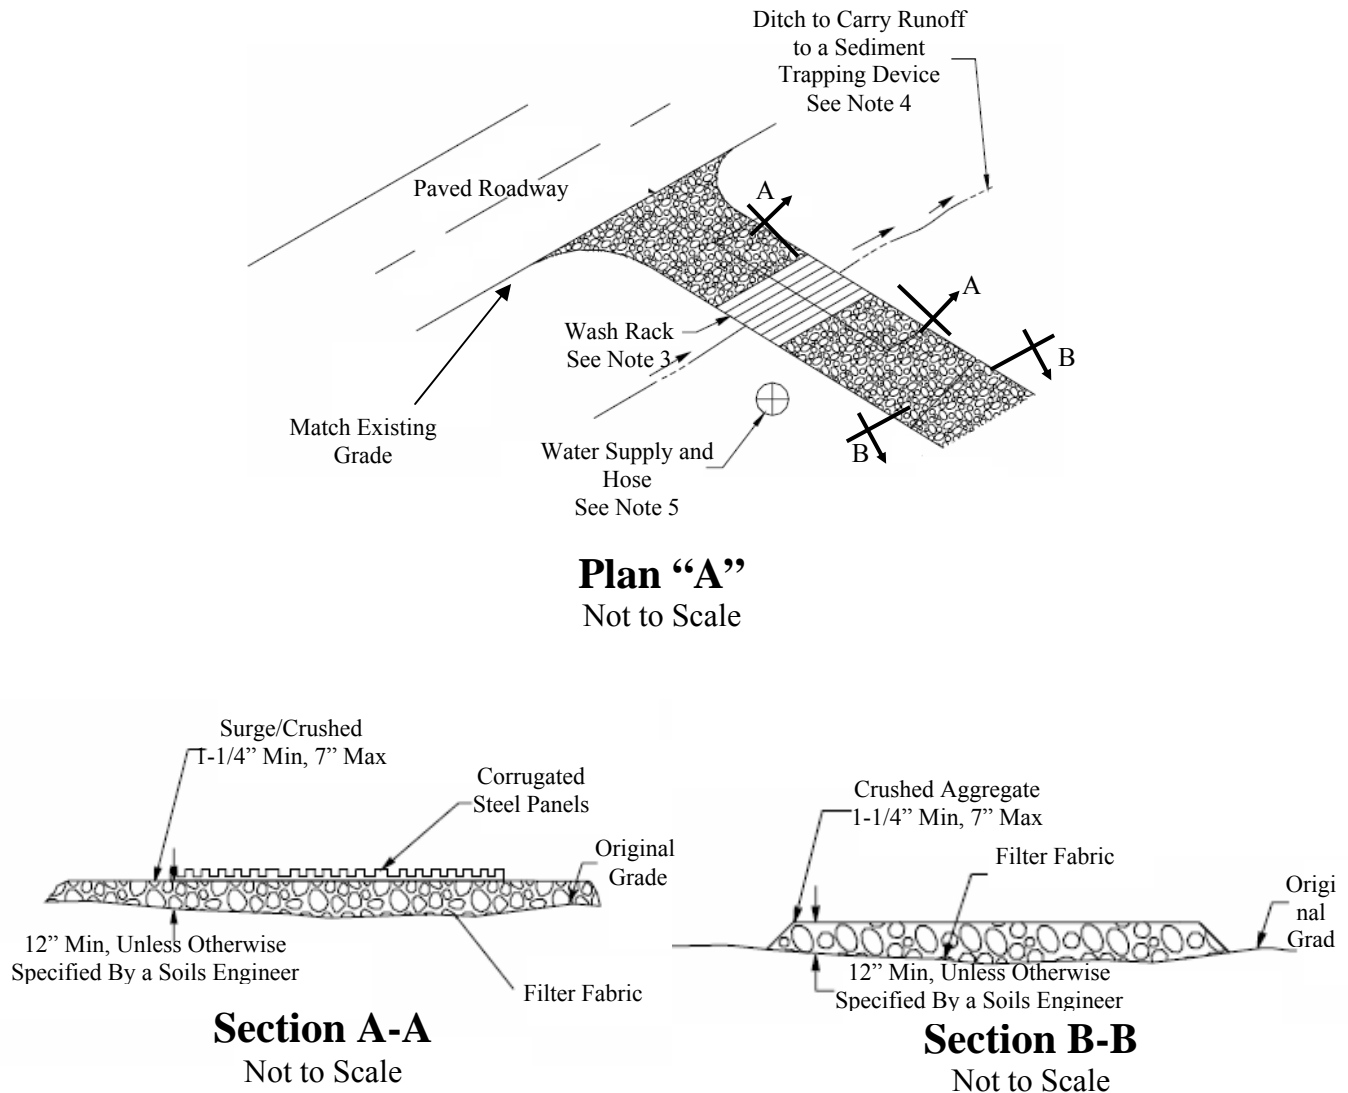 Ditch to Carry Runoff
to a Sediment
Trapping Device
See Note 4
Paved Roadway
A
A
B
B
Wash Rack
See Note 3
Match Existing
Grade
Water Supply and
Hose
See Note 5
Plan “A”
Not to Scale
Surge/Crushed
1-1/4” Min, 7” Max
Corrugated
Steel Panels
Original
Grade
12” Min, Unless Otherwise
Specified By a Soils Engineer
Filter Fabric
Section A-A
Not to Scale
Crushed Aggregate
1-1/4” Min, 7” Max
Filter Fabric
Origi
nal
Grad
12” Min, Unless Otherwise
Specified By a Soils Engineer
Section B-B
Not to Scale